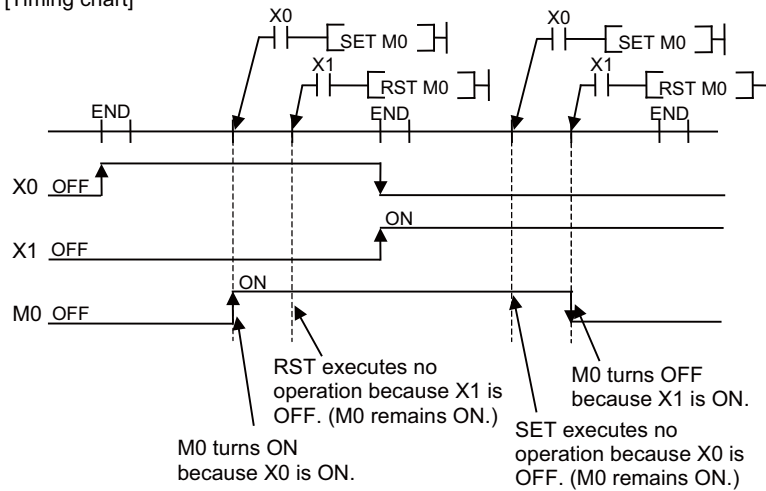 [Timing chart]
X0
SET M0
X1
RST M0
X0
SET M0
X1
RST M0
END
END
END
X0 OFF
ON
X1 OFF
ON
M0 OFF
RST executes no
operation because X1 is
OFF. (M0 remains ON.)
M0 turns ON
because X0 is ON.
M0 turns OFF
because X1 is ON.
SET executes no
operation because X0 is
OFF. (M0 remains ON.)